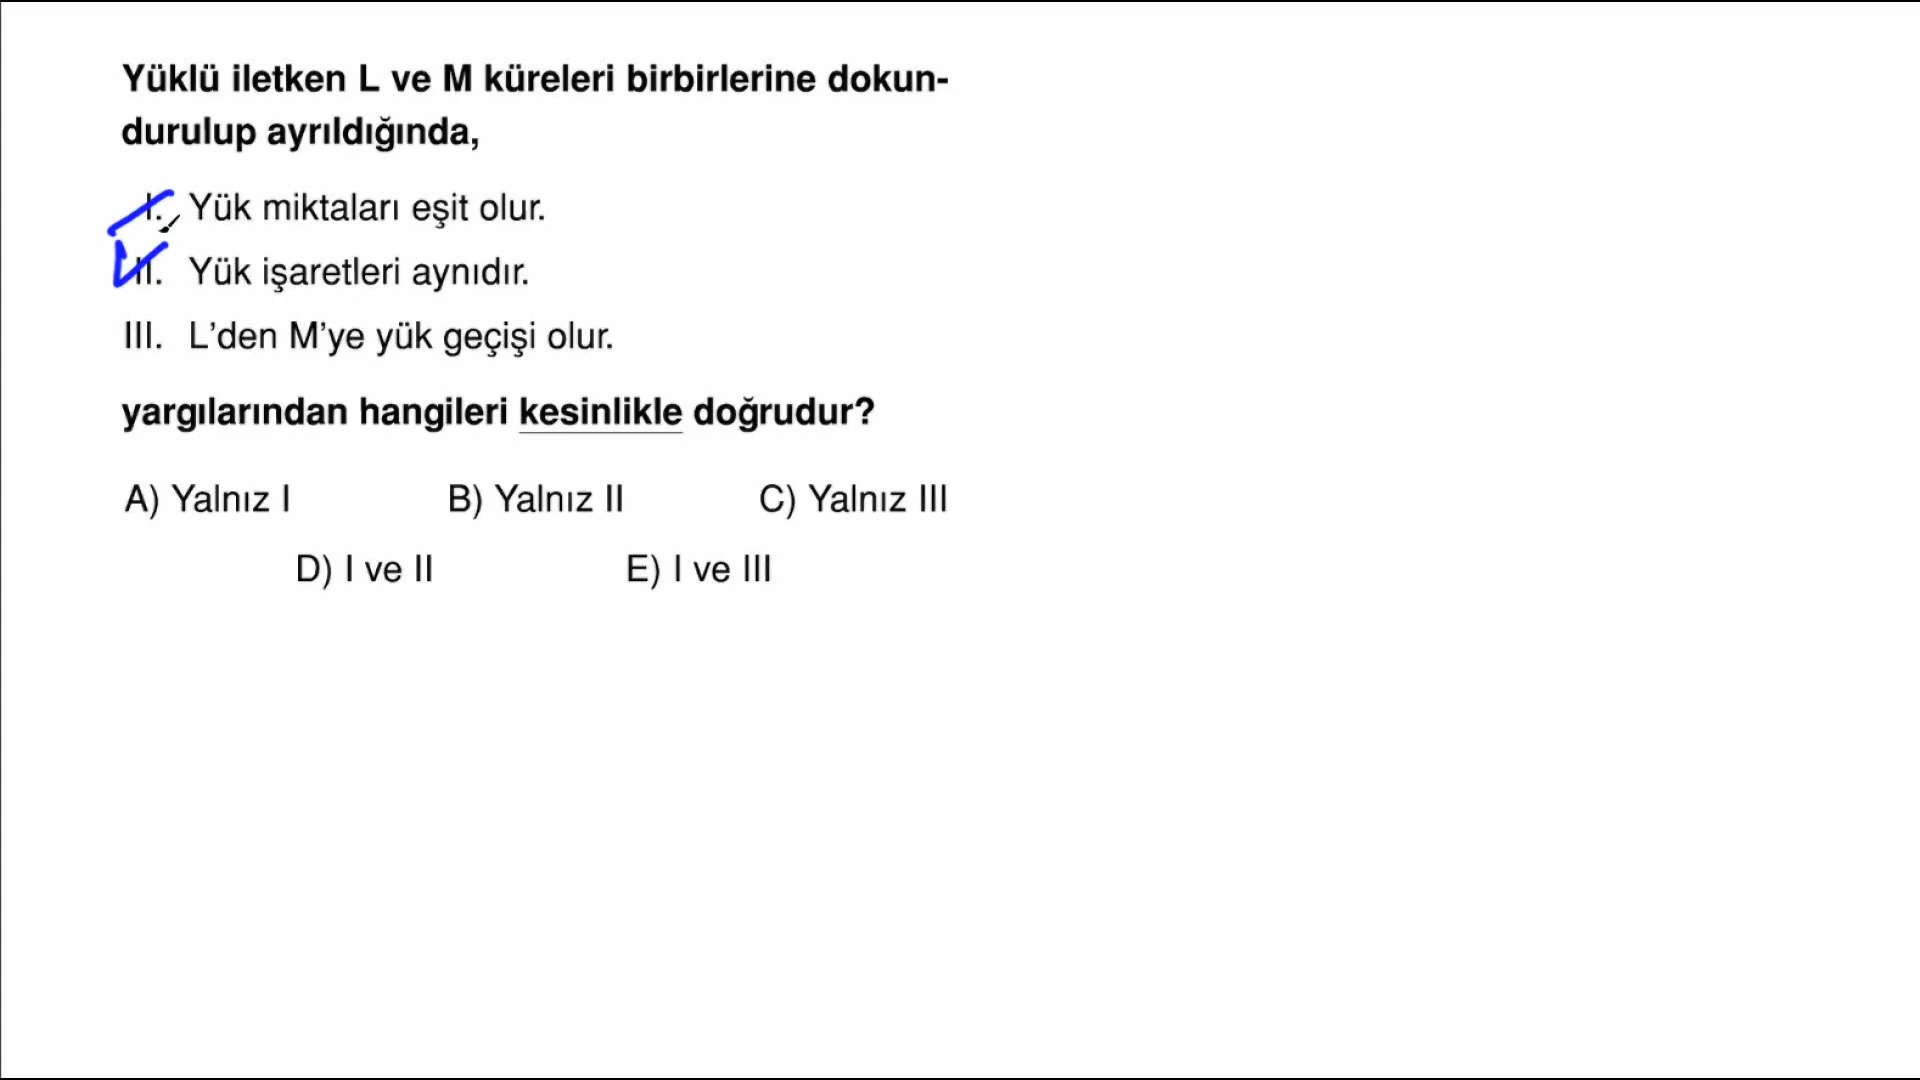 Yüklü iletken L ve M küreleri birbirlerine dokun-
durulup ayrıldığında,
I. Yük miktaları eşit olur.
II. Yük işaretleri aynıdır.
III. L’den M’ye yük geçişi olur.
yargılarından hangileri kesinlikle doğrudur?
A) Yalnız I B) Yalnız II C) Yalnız III
D) I ve II E) I ve III